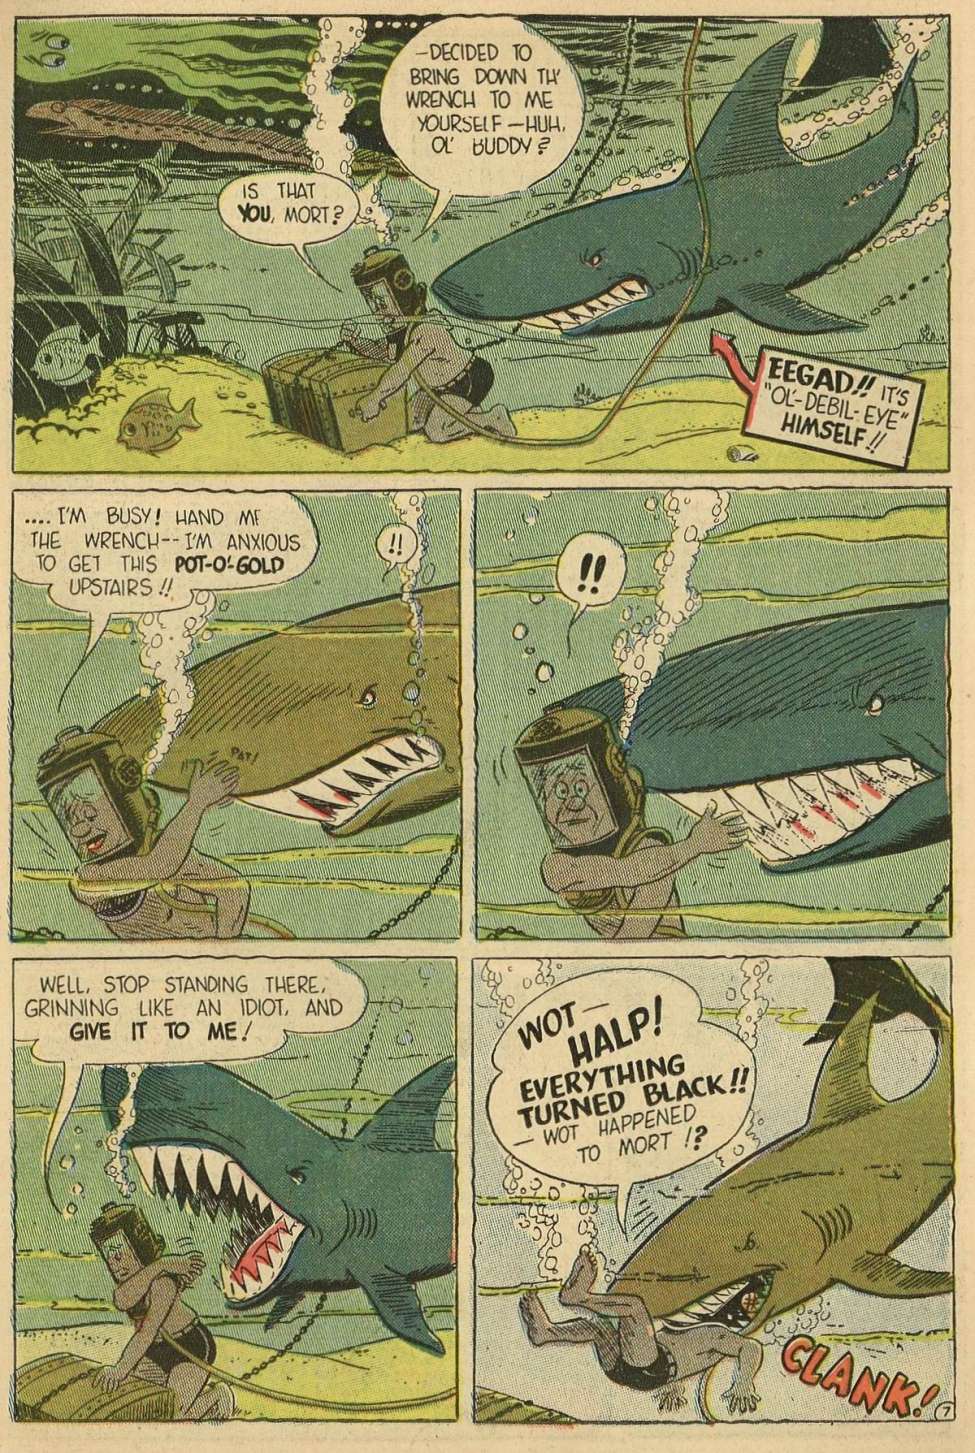 IS THAT
YOU, MORT?
—DECIDED TO
BRING DOWN TH'
WRENCH TO ME
YOURSELF—HUH,
OL' BUDDY?
EEGAD!! IT'S
"OL'-DEBIL-EYE"
HIMSELF!!
....I'M BUSY! HAND ME
THE WRENCH--I'M ANXIOUS
TO GET THIS POT-O'-GOLD
UPSTAIRS!!
!!
PAT!
!!
WELL, STOP STANDING THERE,
GRINNING LIKE AN IDIOT, AND
GIVE IT TO ME!
WOT—
HALP!
EVERYTHING
TURNED BLACK!!
—WOT HAPPENED
TO MORT!?
CLANK!
7